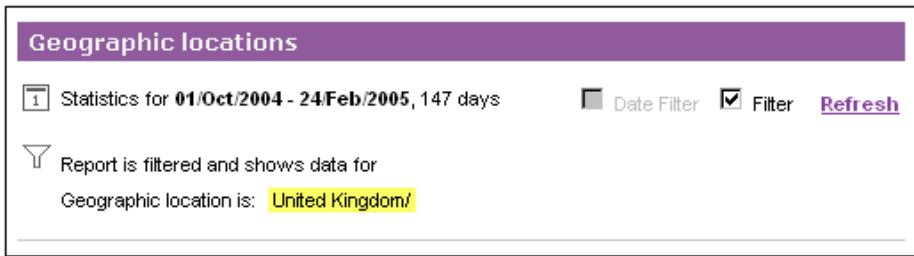 Geographic locations
1 Statistics for 01/Oct/2004 - 24/Feb/2005, 147 days Date Filter Filter Refresh
Report is filtered and shows data for
Geographic location is: United Kingdom/